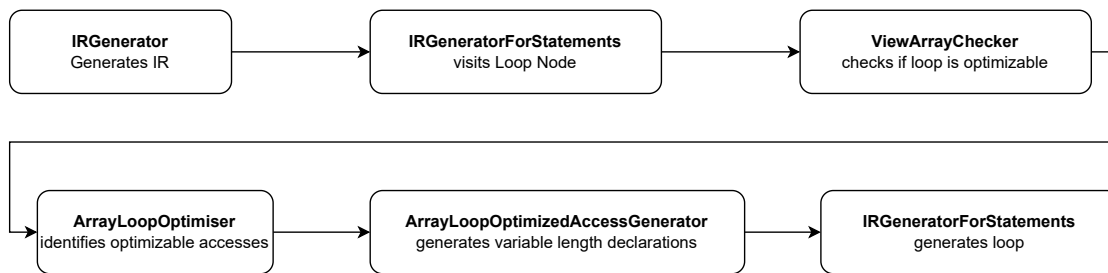 IRGenerator
Generates IR
IRGeneratorForStatements
visits Loop Node
ViewArrayChecker
checks if loop is optimizable
ArrayLoopOptimiser
identifies optimizable accesses
ArrayLoopOptimizedAccessGenerator
generates variable length declarations
IRGeneratorForStatements
generates loop